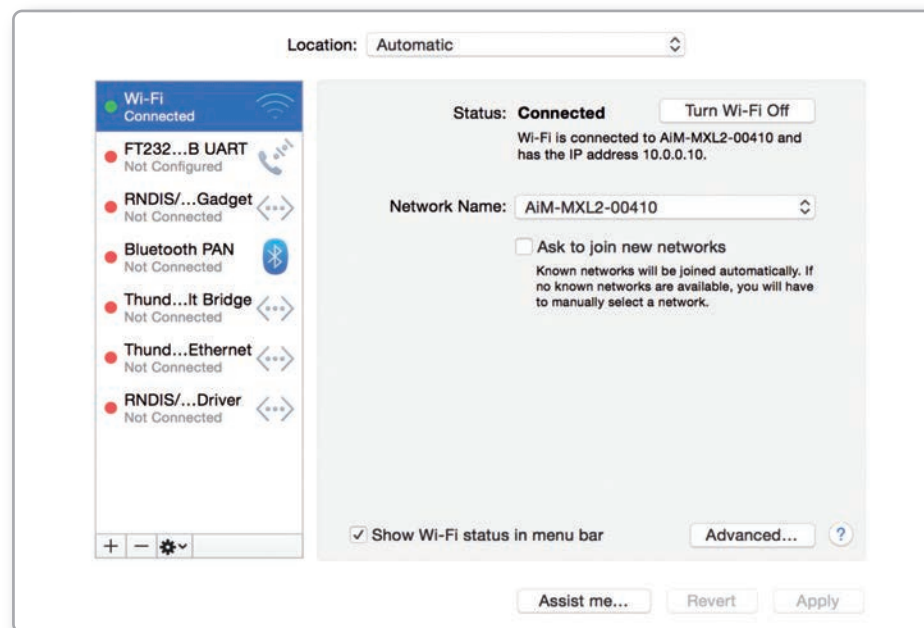 Location: Automatic
Wi-Fi
Connected
FT232...B UART
Not Configured
RNDIS/...Gadget
Not Connected
Bluetooth PAN
Not Connected
Thund...lt Bridge
Not Connected
Thund...Ethernet
Not Connected
RNDIS/...Driver
Not Connected
Status: Connected Turn Wi-Fi Off
Wi-Fi is connected to AiM-MXL2-00410 and
has the IP address 10.0.0.10.
Network Name: AiM-MXL2-00410
Ask to join new networks
Known networks will be joined automatically. If
no known networks are available, you will have
to manually select a network.
Show Wi-Fi status in menu bar Advanced... ?
Assist me... Revert Apply